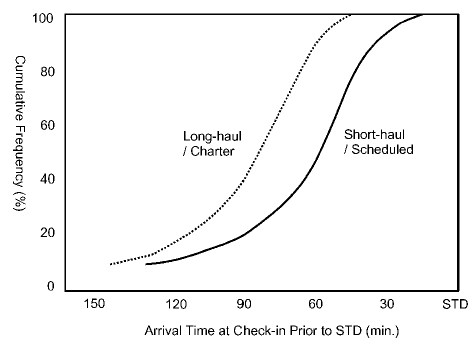 100
80
60
40
20
0
Cumulative Frequency (%)
Long-haul
/ Charter
Short-haul
/ Scheduled
150 120 90 60 30 STD
Arrival Time at Check-in Prior to STD (min.)